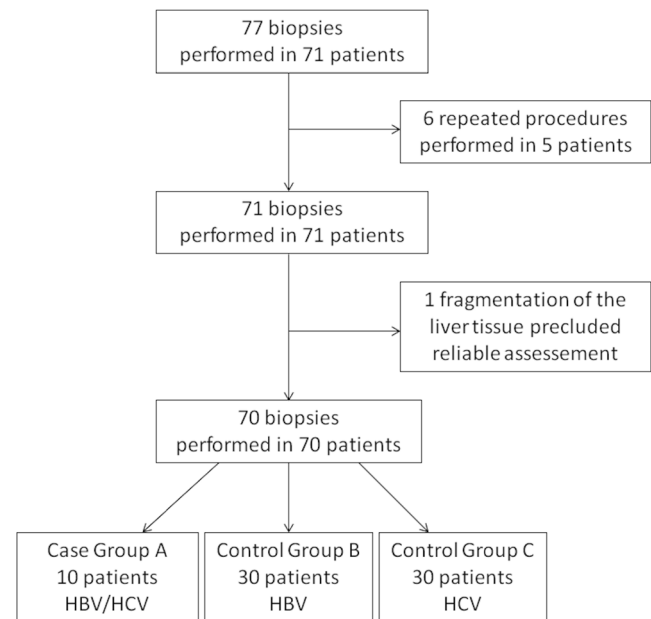 77 biopsies
performed in 71 patients
6 repeated procedures
performed in 5 patients
71 biopsies
performed in 71 patients
1 fragmentation of the
liver tissue precluded
reliable assessement
70 biopsies
performed in 70 patients
Case Group A
10 patients
HBV/HCV
Control Group B
30 patients
HBV
Control Group C
30 patients
HCV